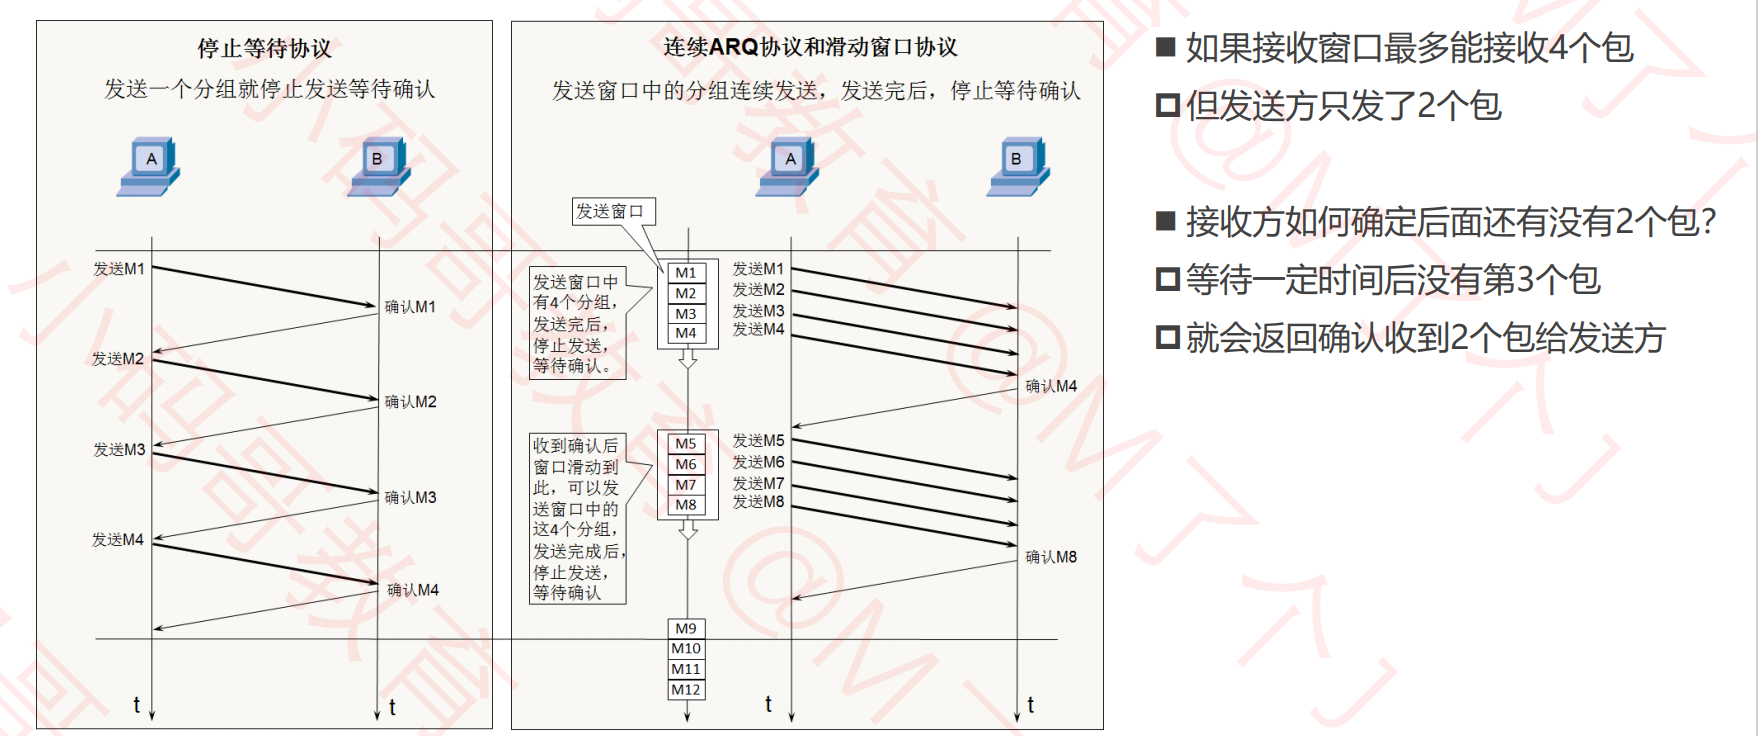 停止等待协议
发送一个分组就停止发送等待确认
A
B
发送M1
确认M1
发送M2
确认M2
发送M3
确认M3
发送M4
确认M4
t
t
连续ARQ协议和滑动窗口协议
发送窗口中的分组连续发送，发送完后，停止等待确认
A
B
发送窗口
发送窗口中
有4个分组，
发送完后，
停止发送，
等待确认。
M1
M2
M3
M4
发送M1
发送M2
发送M3
发送M4
确认M4
收到确认后
窗口滑动到
此，可以发
送窗口中的
这4个分组，
发送完成后，
停止发送，
等待确认
M5
M6
M7
M8
发送M5
发送M6
发送M7
发送M8
确认M8
M9
M10
M11
M12
t
t
如果接收窗口最多能接收4个包
但发送方只发了2个包
接收方如何确定后面还有没有2个包?
等待一定时间后没有第3个包
就会返回确认收到2个包给发送方
小码哥教育
@M了个J